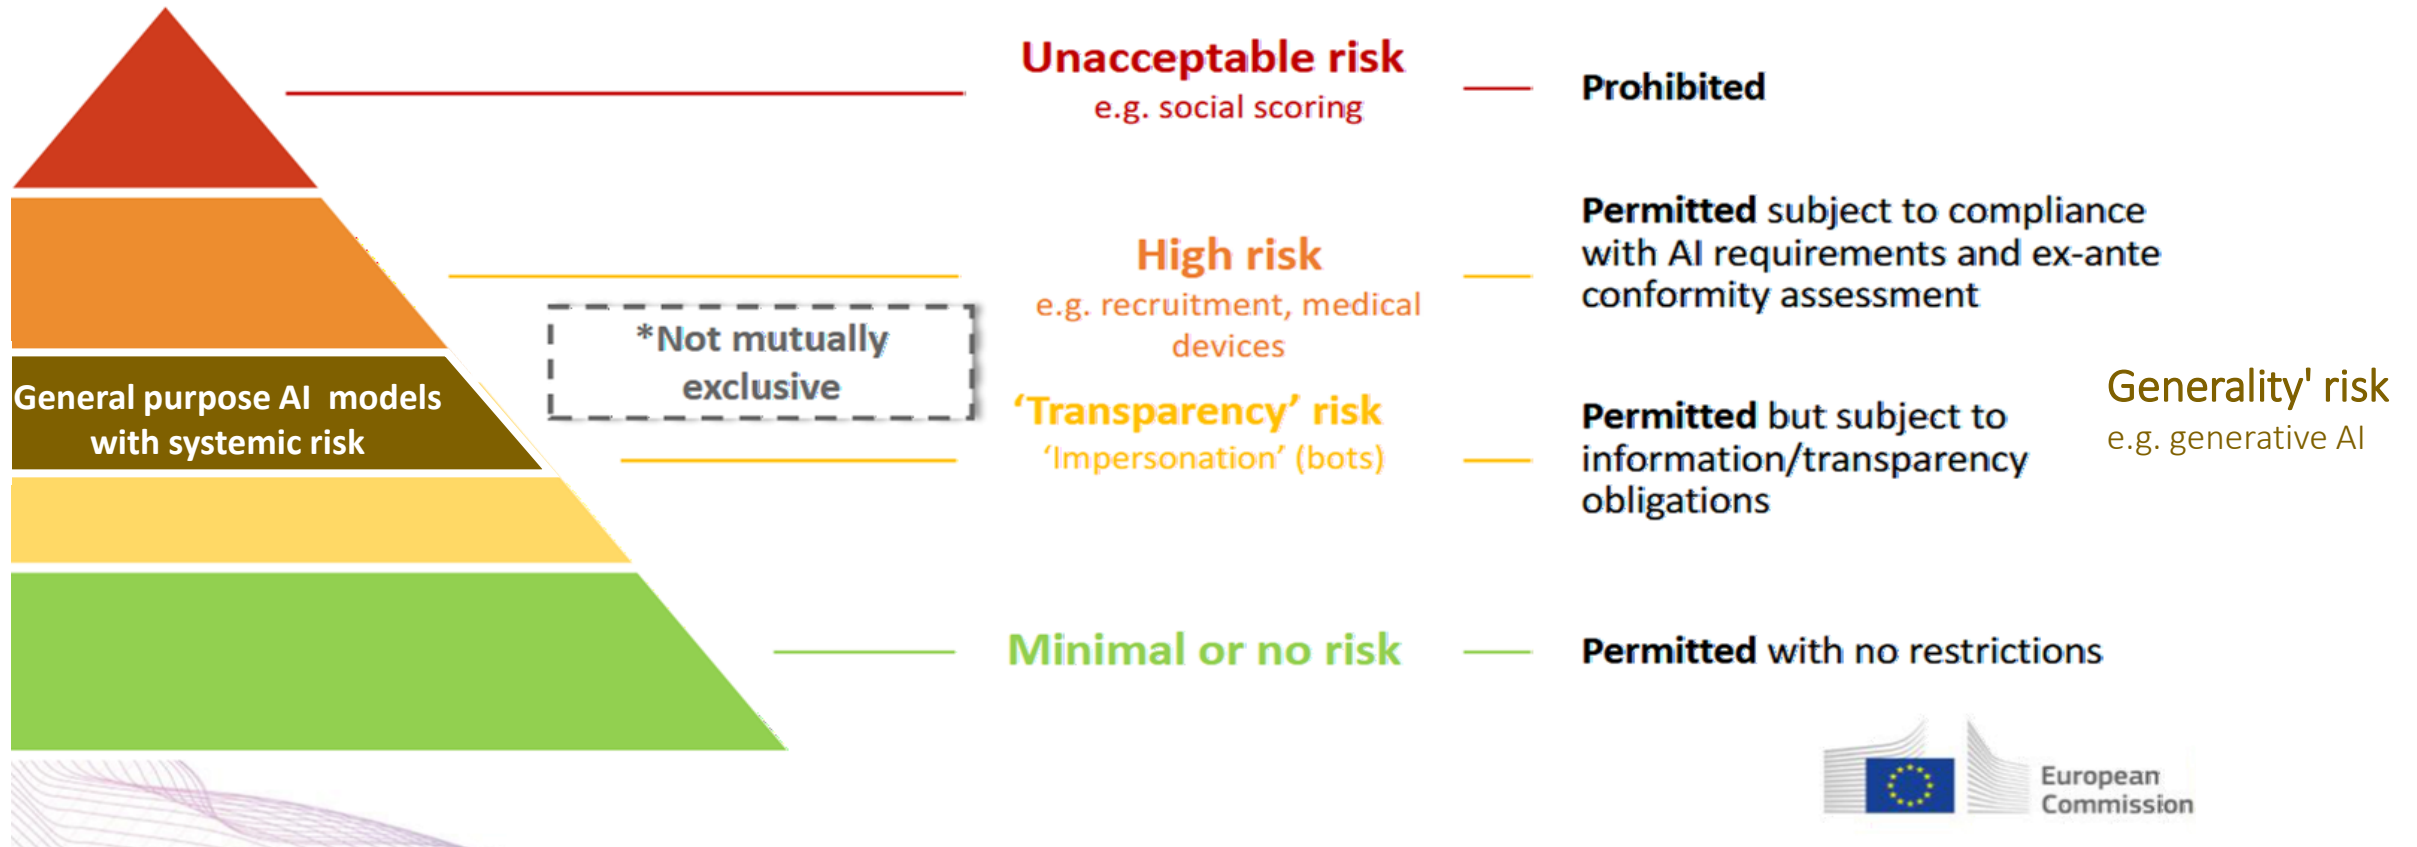 Unacceptable risk
e.g. social scoring
Prohibited
High risk
e.g. recruitment, medical
devices
Permitted subject to compliance
with AI requirements and ex-ante
conformity assessment
*Not mutually
exclusive
General purpose AI  models
with systemic risk
‘Transparency’ risk
‘Impersonation’ (bots)
Permitted but subject to
information/transparency
obligations
Generality' risk
e.g. generative AI
Minimal or no risk
Permitted with no restrictions
European
Commission